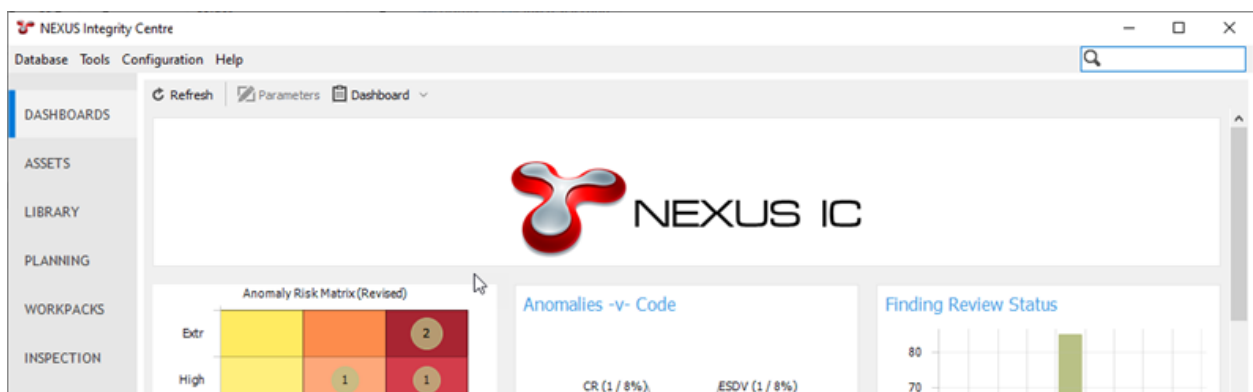 NEXUS Integrity Centre
Database Tools Configuration Help
Refresh Parameters Dashboard
DASHBOARDS
ASSETS
LIBRARY
PLANNING
WORKPACKS
INSPECTION
NEXUS IC
Anomaly Risk Matrix (Revised)
Extr 2
High 1 1
Anomalies -v- Code
CR (1 / 8%) ESDV (1 / 8%)
Finding Review Status
80
70